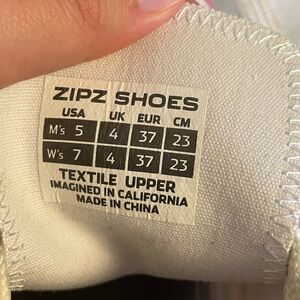 ZIPZ SHOES
USA UK EUR CM
M's 5 4 37 23
W's 7 4 37 23
TEXTILE UPPER
IMAGINED IN CALIFORNIA
MADE IN CHINA